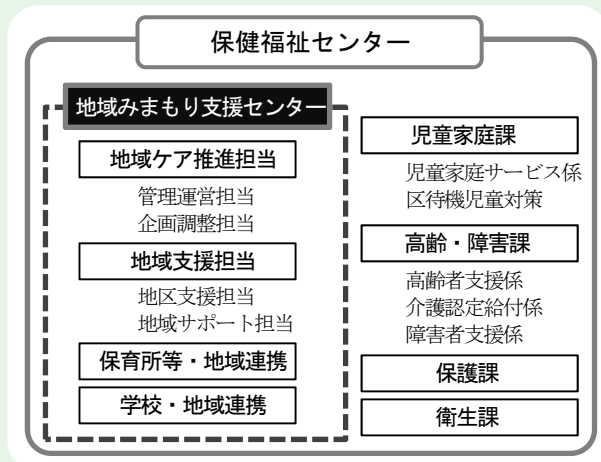 保健福祉センター
地域みまもり支援センター
地域ケア推進担当
管理運営担当
企画調整担当
地域支援担当
地区支援担当
地域サポート担当
保育所等・地域連携
学校・地域連携
児童家庭課
児童家庭サービス係
区待機児童対策
高齢・障害課
高齢者支援係
介護認定給付係
障害者支援係
保護課
衛生課